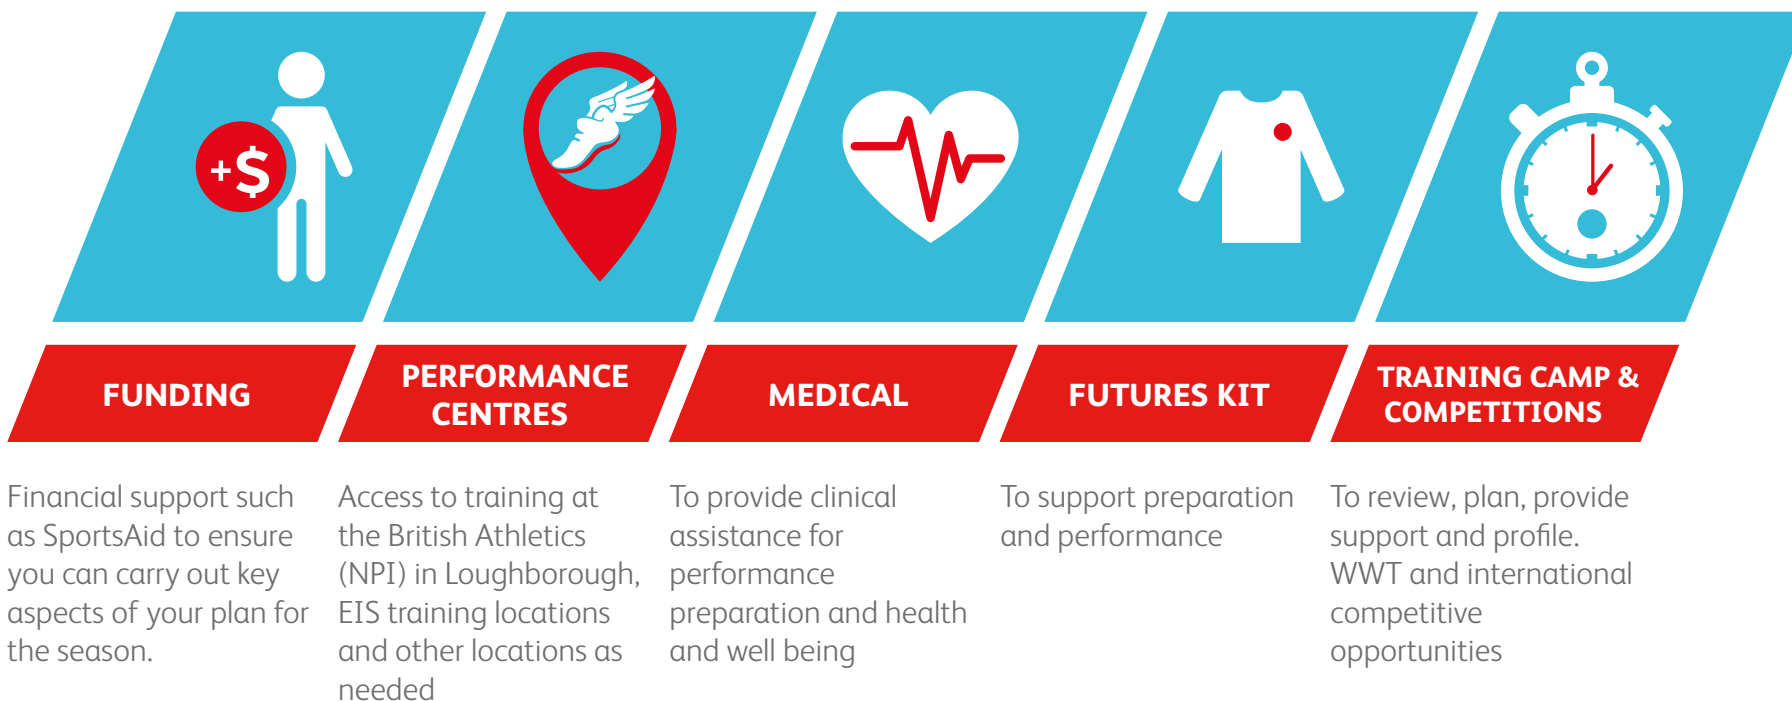 +$
FUNDING
PERFORMANCE
CENTRES
MEDICAL
FUTURES KIT
TRAINING CAMP &
COMPETITIONS
Financial support such
as SportsAid to ensure
you can carry out key
aspects of your plan for
the season.
Access to training at
the British Athletics
(NPI) in Loughborough,
EIS training locations
and other locations as
needed
To provide clinical
assistance for
performance
preparation and health
and well being
To support preparation
and performance
To review, plan, provide
support and profile.
WWT and international
competitive
opportunities